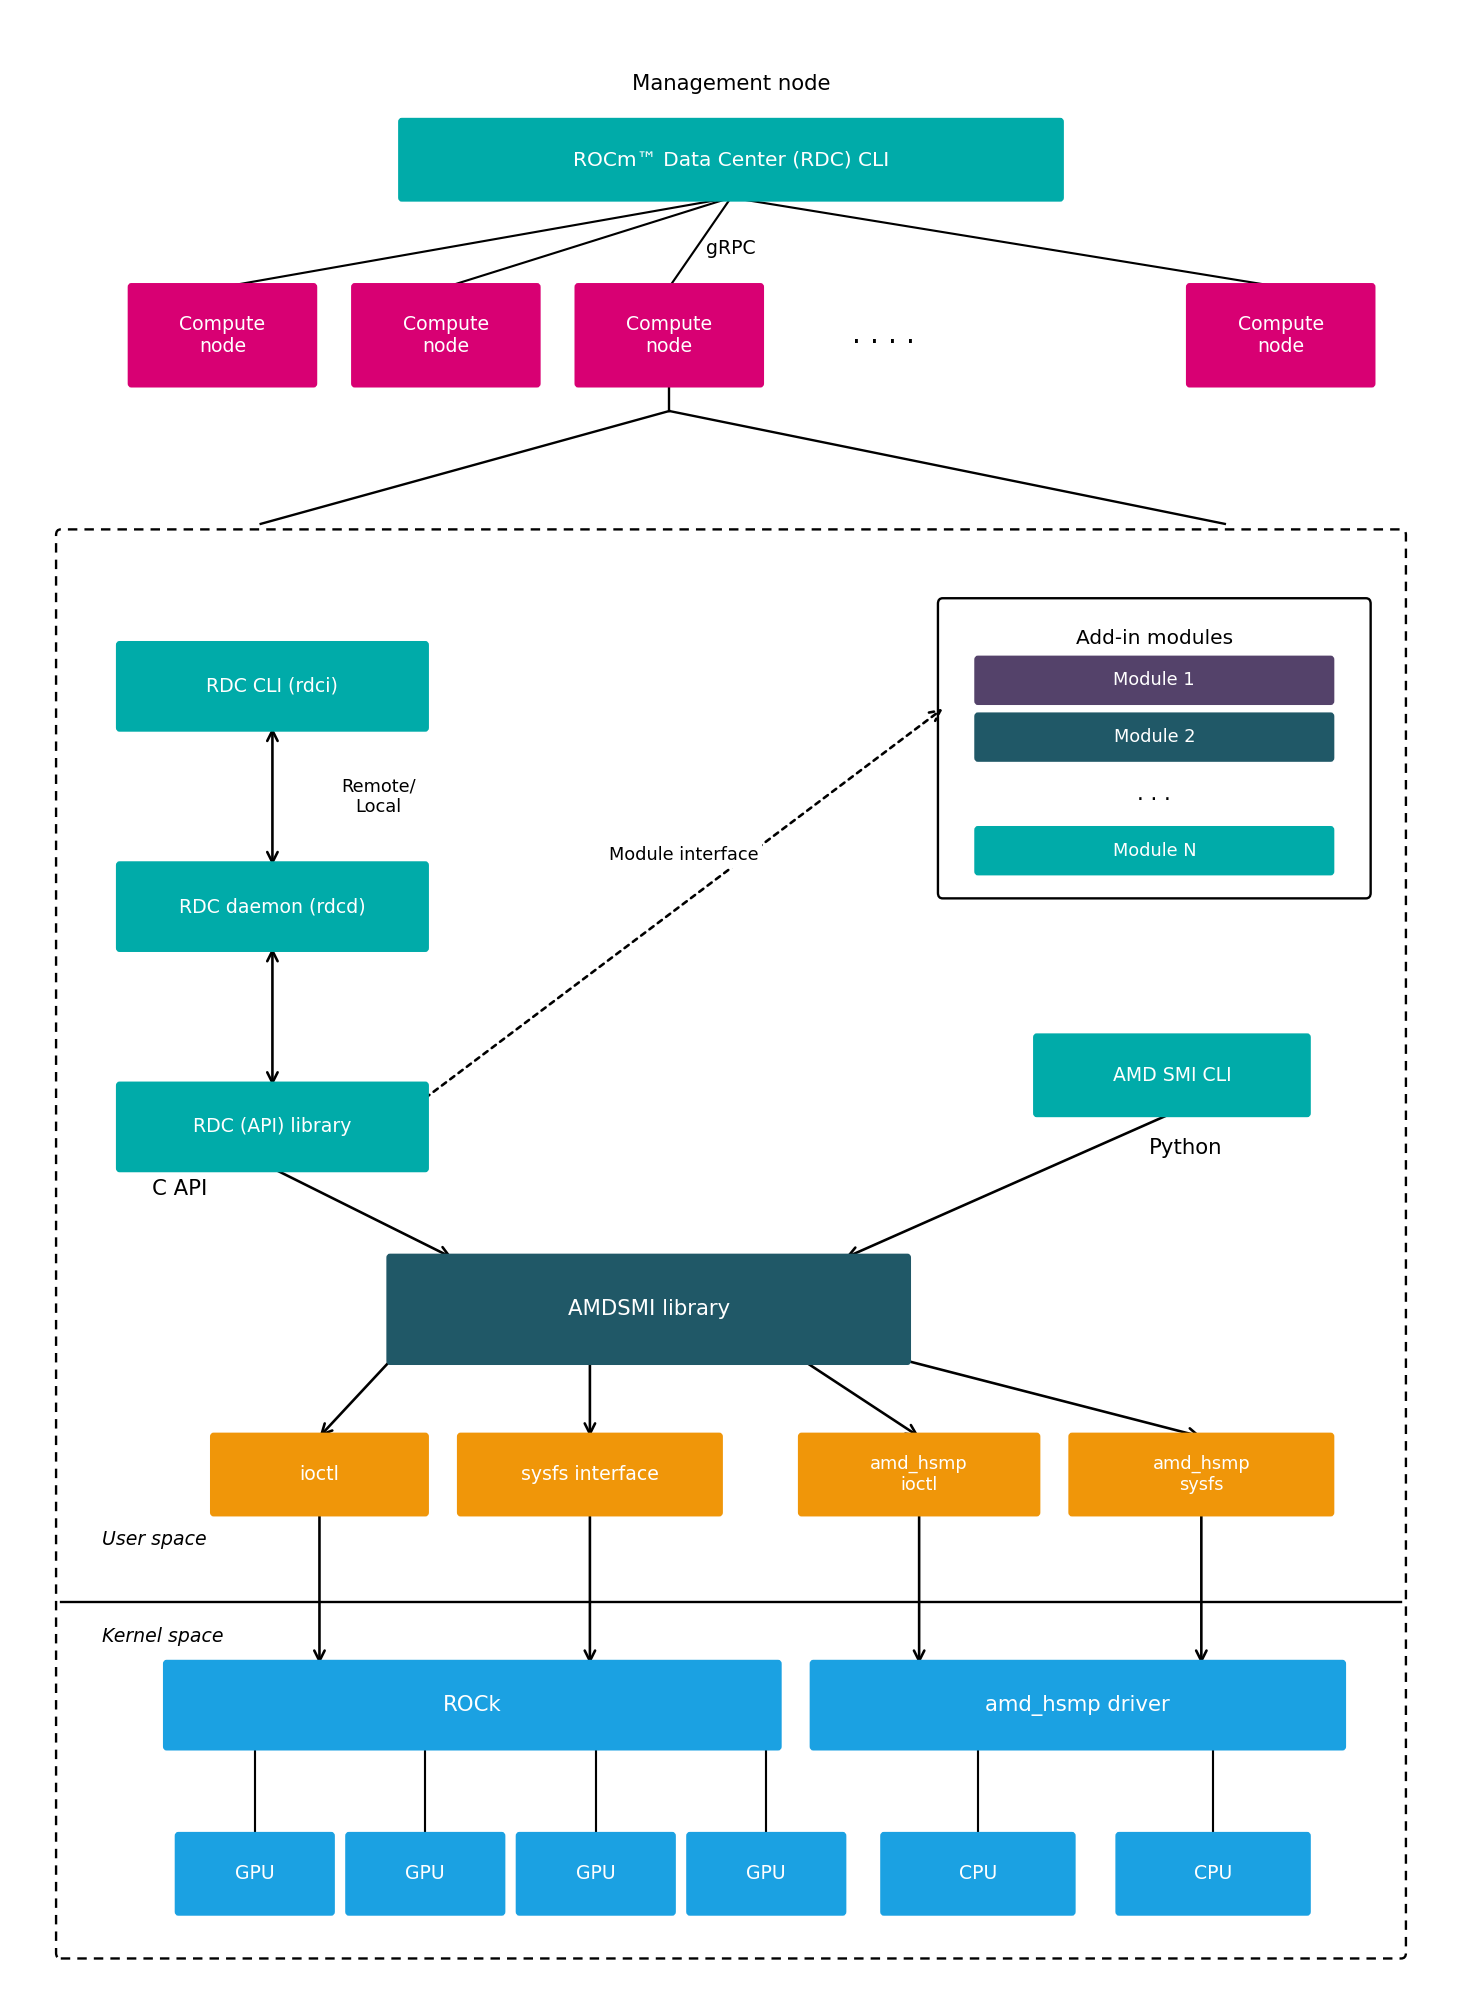 Management node
ROCm™ Data Center (RDC) CLI
gRPC
Compute
node
Compute
node
Compute
node
. . . .
Compute
node
Add-in modules
Module 1
Module 2
. . .
Module N
RDC CLI (rdci)
Remote/
Local
Module interface
RDC daemon (rdcd)
AMD SMI CLI
RDC (API) library
Python
C API
AMDSMI library
ioctl
sysfs interface
amd_hsmp
ioctl
amd_hsmp
sysfs
User space
Kernel space
ROCk
amd_hsmp driver
GPU
GPU
GPU
GPU
CPU
CPU